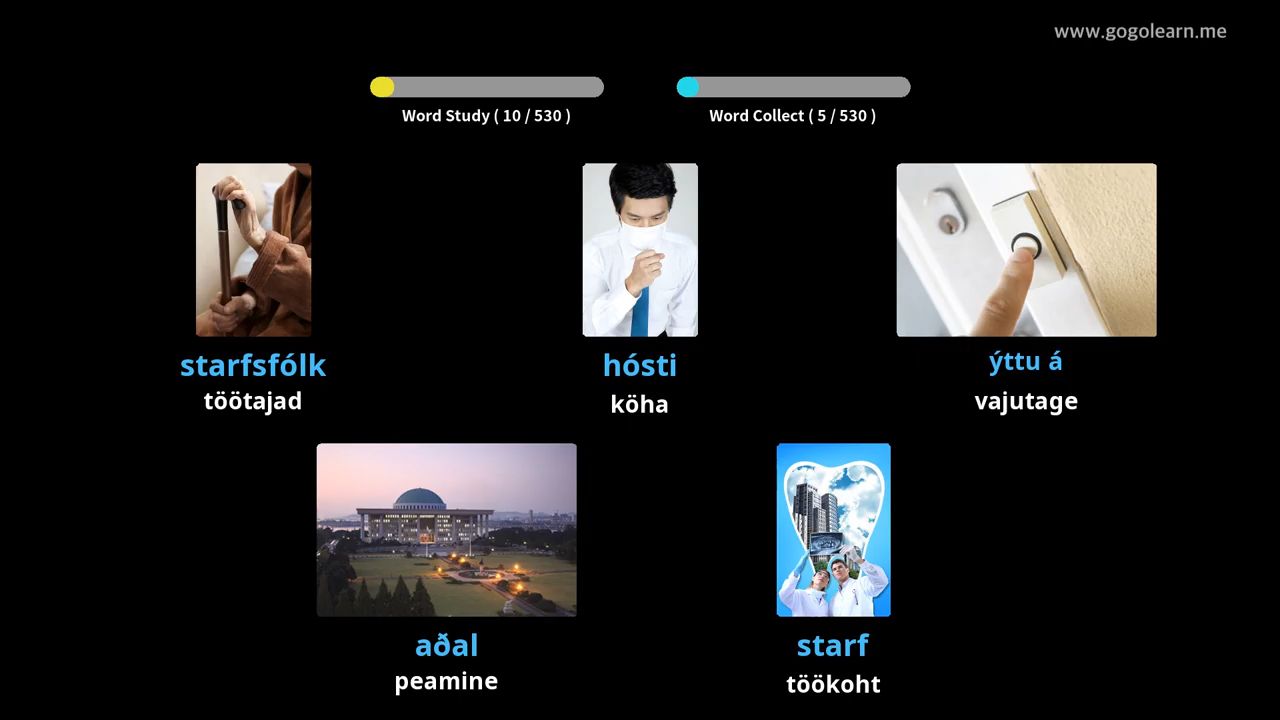 www.gogolearn.me
Word Study ( 10 / 530 )
Word Collect ( 5 / 530 )
starfsfólk
töötajad
hósti
köha
ýttu á
vajutage
aðal
peamine
starf
töökoht